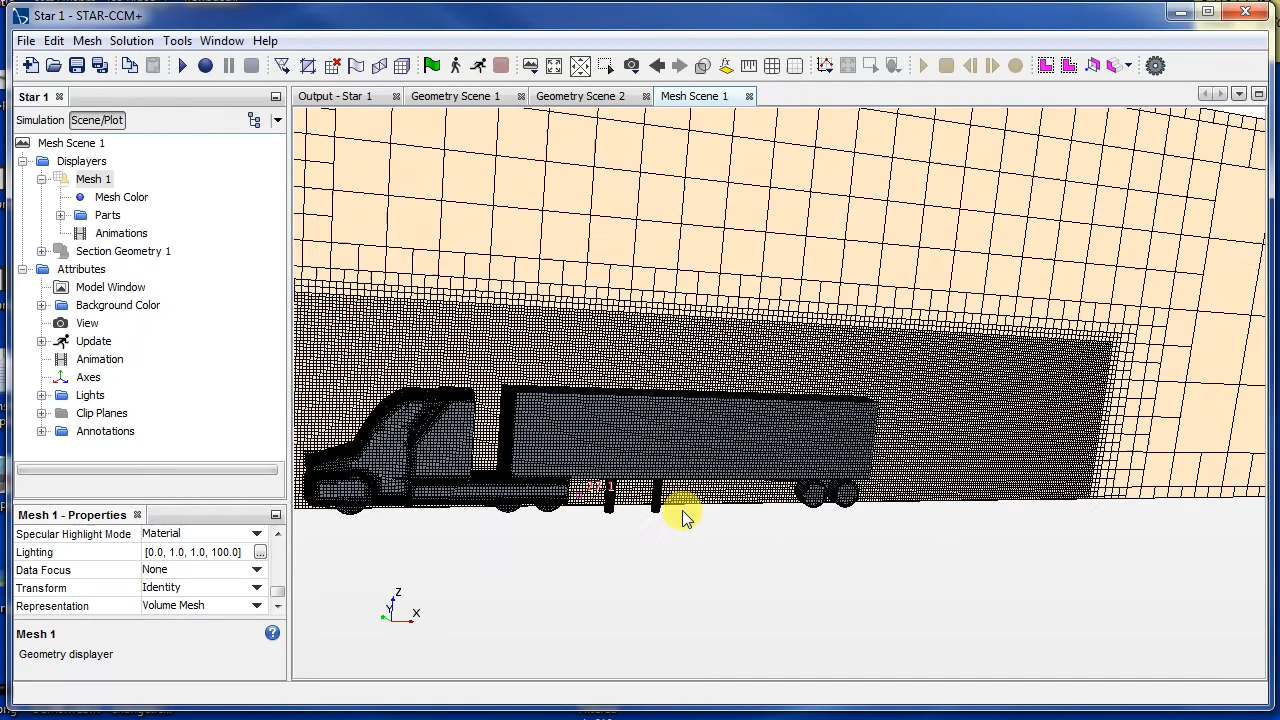 Star 1 - STAR-CCM+
File Edit Mesh Solution Tools Window Help
Star 1
Output - Star 1 Geometry Scene 1 Geometry Scene 2 Mesh Scene 1
Simulation Scene/Plot
Mesh Scene 1
Displayers
Mesh 1
Mesh Color
Parts
Animations
Section Geometry 1
Attributes
Model Window
Background Color
View
Update
Animation
Axes
Lights
Clip Planes
Annotations
Mesh 1 - Properties
Specular Highlight Mode Material
Lighting [0.0, 1.0, 1.0, 100.0] ...
Data Focus None
Transform Identity
Representation Volume Mesh
Mesh 1
Geometry displayer
Z
Y
X